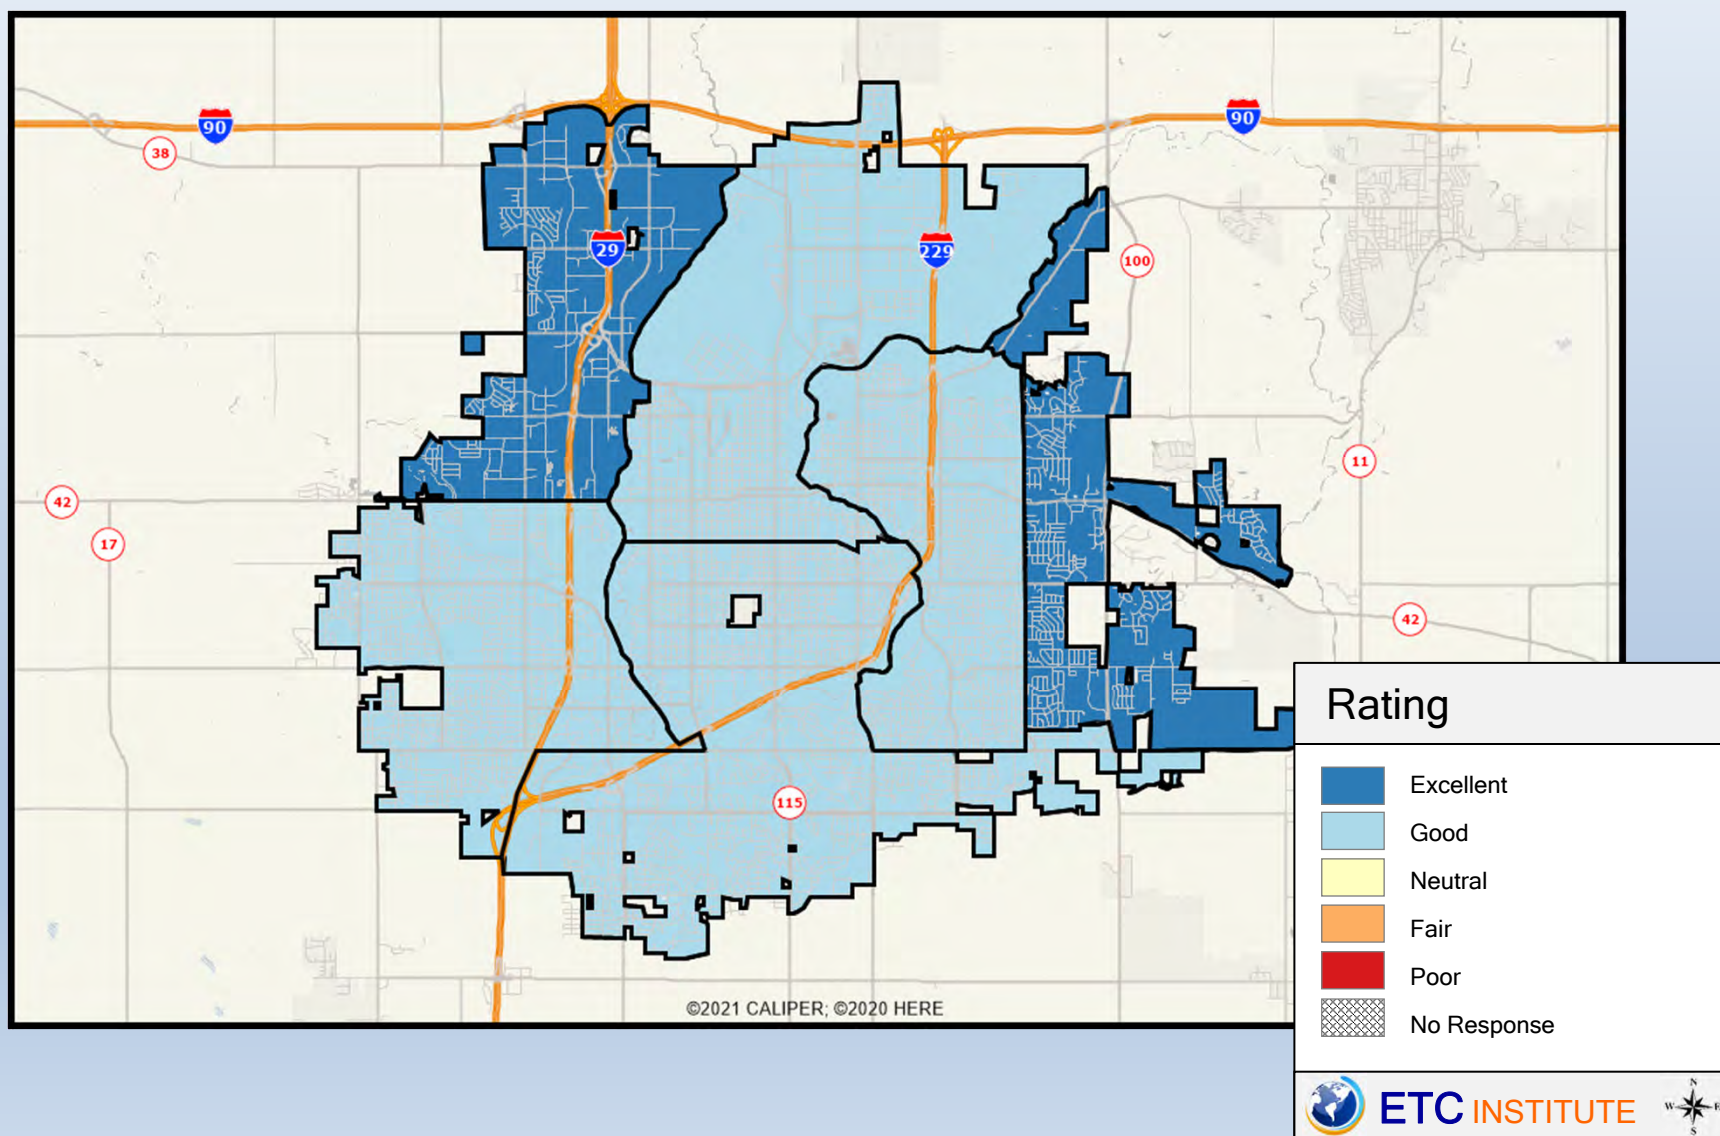 90
90
38
29
229
100
11
42
17
42
115
©2021 CALIPER; ©2020 HERE
Rating
Excellent
Good
Neutral
Fair
Poor
No Response
ETC INSTITUTE
N
W E
S